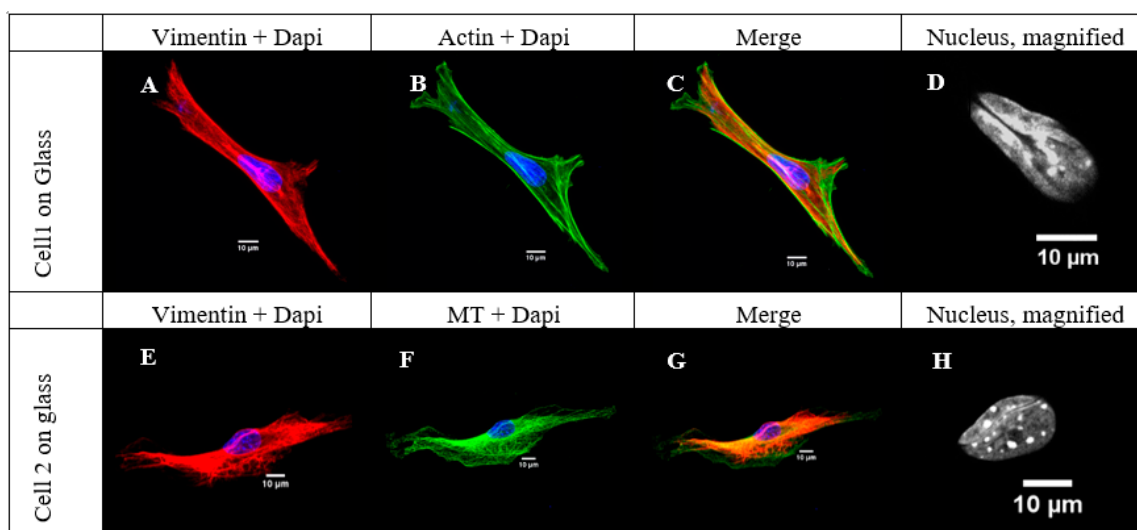 Vimentin + Dapi
Actin + Dapi
Merge
Nucleus, magnified
Cell1 on Glass
A
B
C
D
10 µm
10 µm
10 µm
10 µm
Vimentin + Dapi
MT + Dapi
Merge
Nucleus, magnified
Cell 2 on glass
E
F
G
H
10 µm
10 µm
10 µm
10 µm